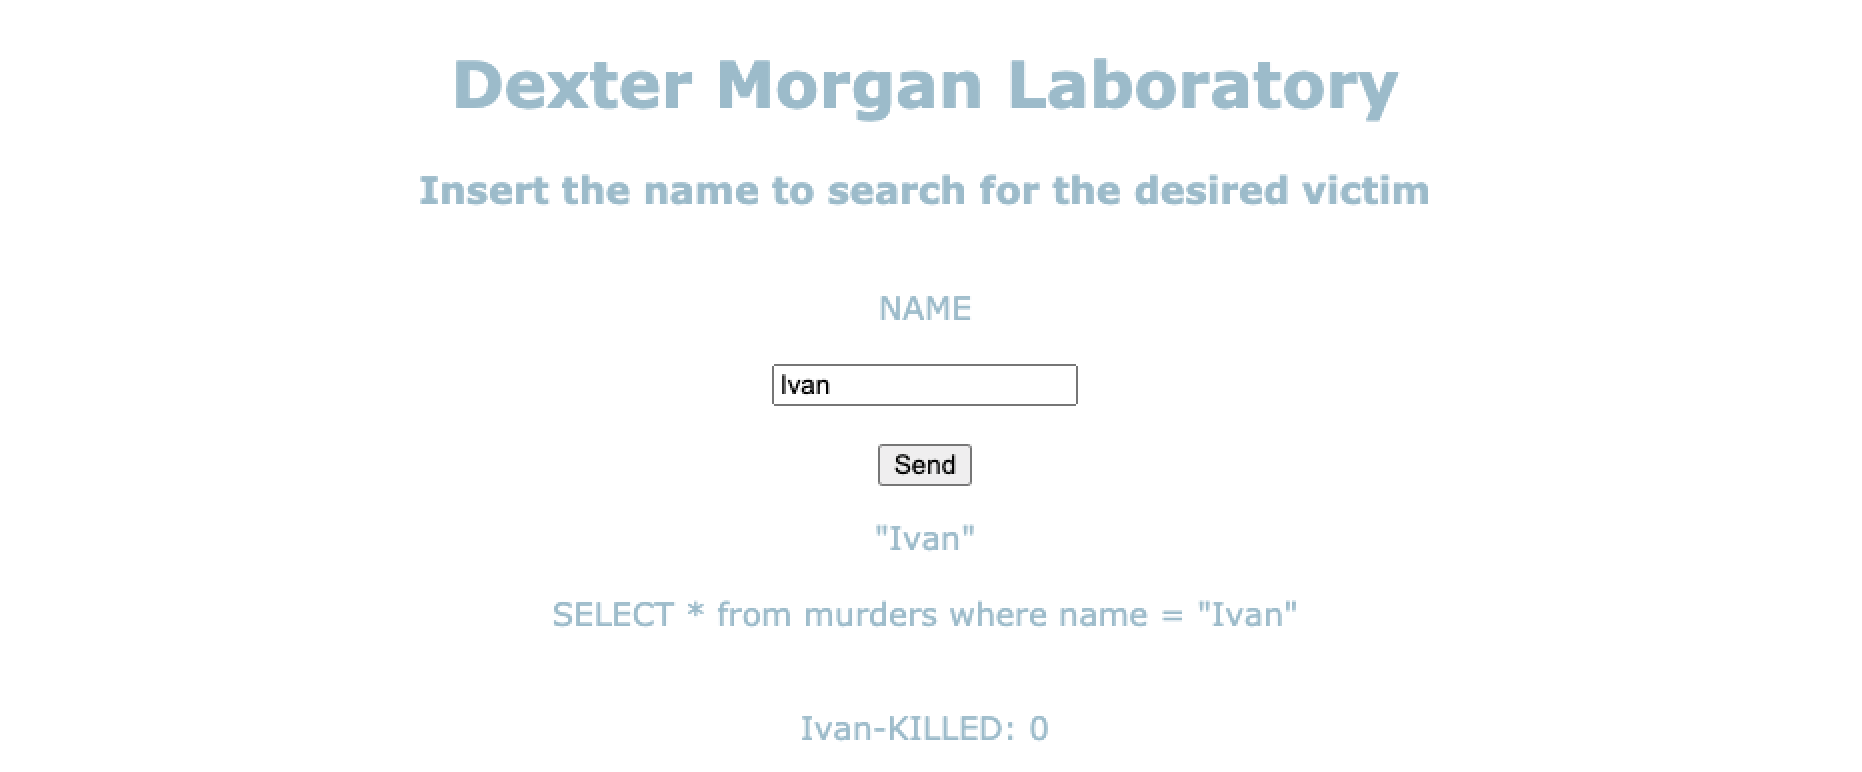 Dexter Morgan Laboratory
Insert the name to search for the desired victim
NAME
Ivan
Send
"Ivan"
SELECT * from murders where name = "Ivan"
Ivan-KILLED: 0